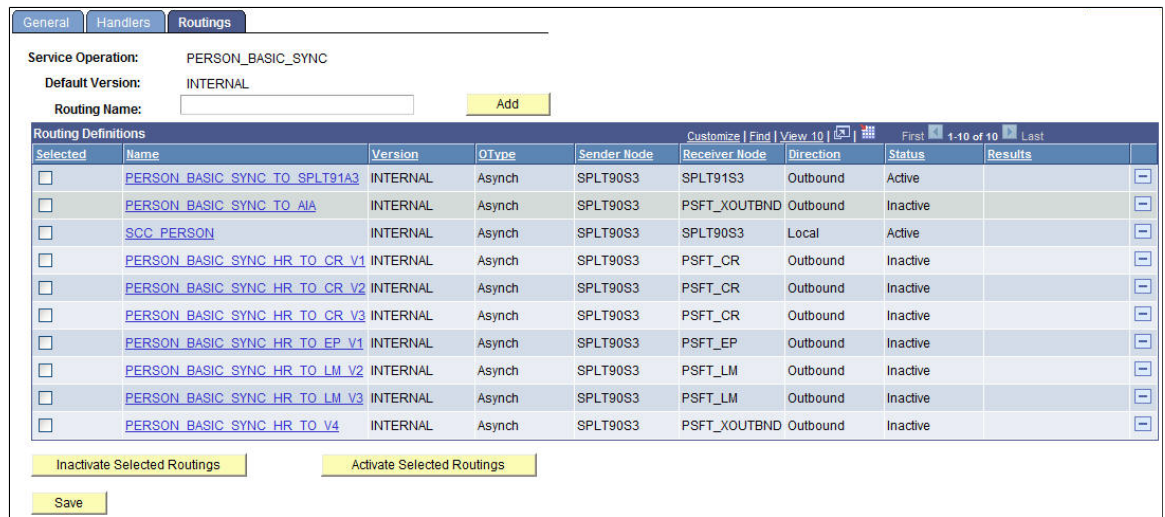 General Handlers Routings
Service Operation: PERSON_BASIC_SYNC
Default Version: INTERNAL
Routing Name: Add
Routing Definitions Customize | Find | View 10 | | First 1-10 of 10 Last
Selected Name Version OType Sender Node Receiver Node Direction Status Results
PERSON_BASIC_SYNC_TO_SPLT91A3 INTERNAL Asynch SPLT90S3 SPLT91S3 Outbound Active
PERSON_BASIC_SYNC_TO_AIA INTERNAL Asynch SPLT90S3 PSFT_XOUTBND Outbound Inactive
SCC_PERSON INTERNAL Asynch SPLT90S3 SPLT90S3 Local Active
PERSON_BASIC_SYNC_HR_TO_CR_V1 INTERNAL Asynch SPLT90S3 PSFT_CR Outbound Inactive
PERSON_BASIC_SYNC_HR_TO_CR_V2 INTERNAL Asynch SPLT90S3 PSFT_CR Outbound Inactive
PERSON_BASIC_SYNC_HR_TO_CR_V3 INTERNAL Asynch SPLT90S3 PSFT_CR Outbound Inactive
PERSON_BASIC_SYNC_HR_TO_EP_V1 INTERNAL Asynch SPLT90S3 PSFT_EP Outbound Inactive
PERSON_BASIC_SYNC_HR_TO_LM_V2 INTERNAL Asynch SPLT90S3 PSFT_LM Outbound Inactive
PERSON_BASIC_SYNC_HR_TO_LM_V3 INTERNAL Asynch SPLT90S3 PSFT_LM Outbound Inactive
PERSON_BASIC_SYNC_HR_TO_V4 INTERNAL Asynch SPLT90S3 PSFT_XOUTBND Outbound Inactive
Inactivate Selected Routings Activate Selected Routings
Save